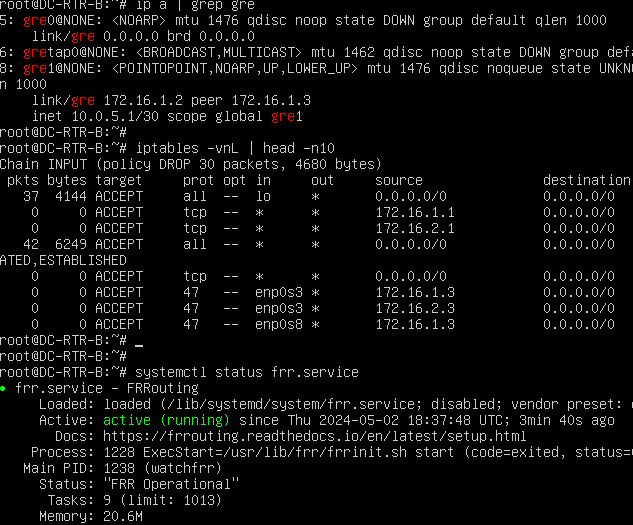 root@DC-RTR-B:~# ip a | grep gre
5: gre0@NONE: <NOARP> mtu 1476 qdisc noop state DOWN group default qlen 1000
link/gre 0.0.0.0 brd 0.0.0.0
6: gretap0@NONE: <BROADCAST,MULTICAST> mtu 1462 qdisc noop state DOWN group defa
8: gre1@NONE: <POINTOPOINT,NOARP,UP,LOWER_UP> mtu 1476 qdisc noqueue state UNKN
n 1000
link/gre 172.16.1.2 peer 172.16.1.3
inet 10.0.5.1/30 scope global gre1
root@DC-RTR-B:~#
root@DC-RTR-B:~# iptables -vnL | head -n10
Chain INPUT (policy DROP 30 packets, 4680 bytes)
pkts bytes target prot opt in out source destination
37 4144 ACCEPT all -- lo * 0.0.0.0/0 0.0.0.0/0
0 0 ACCEPT tcp -- * * 172.16.1.1 0.0.0.0/0
0 0 ACCEPT tcp -- * * 172.16.2.1 0.0.0.0/0
42 6249 ACCEPT all -- * * 0.0.0.0/0 0.0.0.0/0
ATED,ESTABLISHED
0 0 ACCEPT tcp -- * * 0.0.0.0/0 0.0.0.0/0
0 0 ACCEPT 47 -- enp0s3 * 172.16.1.3 0.0.0.0/0
0 0 ACCEPT 47 -- enp0s3 * 172.16.2.3 0.0.0.0/0
0 0 ACCEPT 47 -- enp0s8 * 172.16.1.3 0.0.0.0/0
root@DC-RTR-B:~# _
root@DC-RTR-B:~#
root@DC-RTR-B:~# systemctl status frr.service
● frr.service - FRRouting
Loaded: loaded (/lib/systemd/system/frr.service; disabled; vendor preset:
Active: active (running) since Thu 2024-05-02 18:37:48 UTC; 3min 40s ago
Docs: https://frrouting.readthedocs.io/en/latest/setup.html
Process: 1228 ExecStart=/usr/lib/frr/frrinit.sh start (code=exited, status=
Main PID: 1238 (watchfrr)
Status: "FRR Operational"
Tasks: 9 (limit: 1013)
Memory: 20.6M